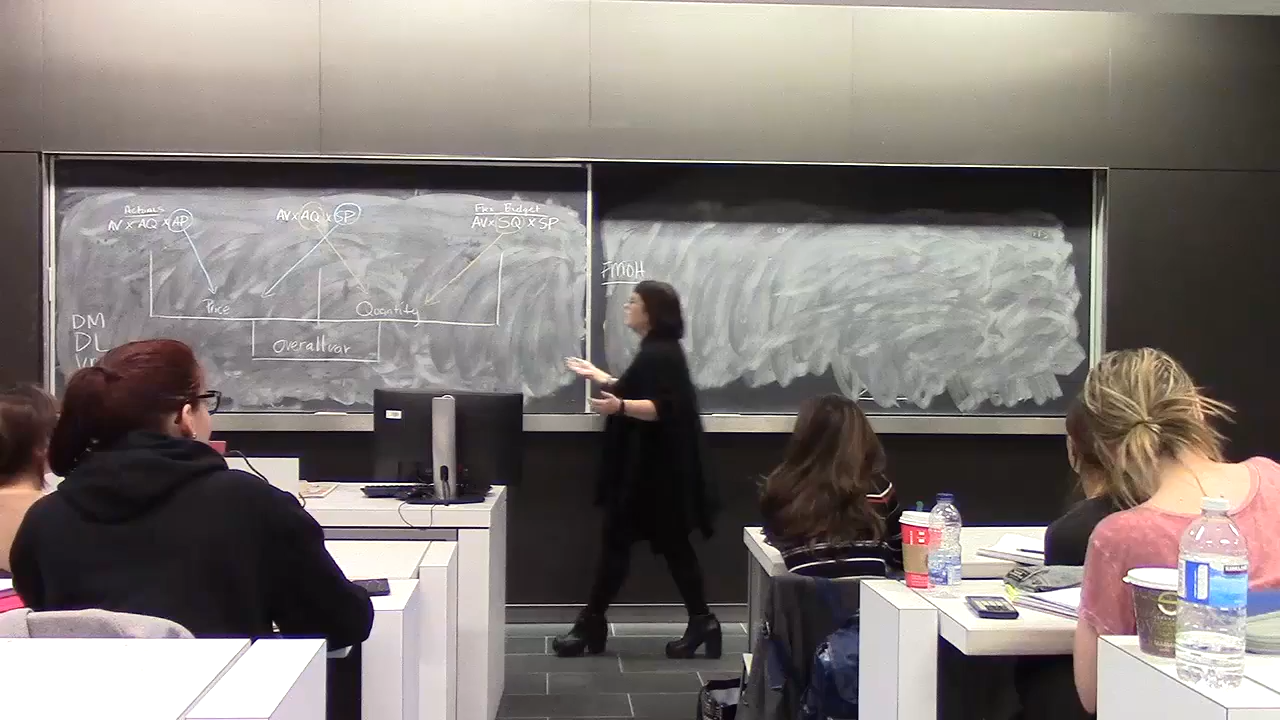 Actuals
AV x AQ x AP
AV x AQ x SP
Flex Budget
AV x SQ x SP
Price
Quantity
Overall var
DM
DL
FMOH